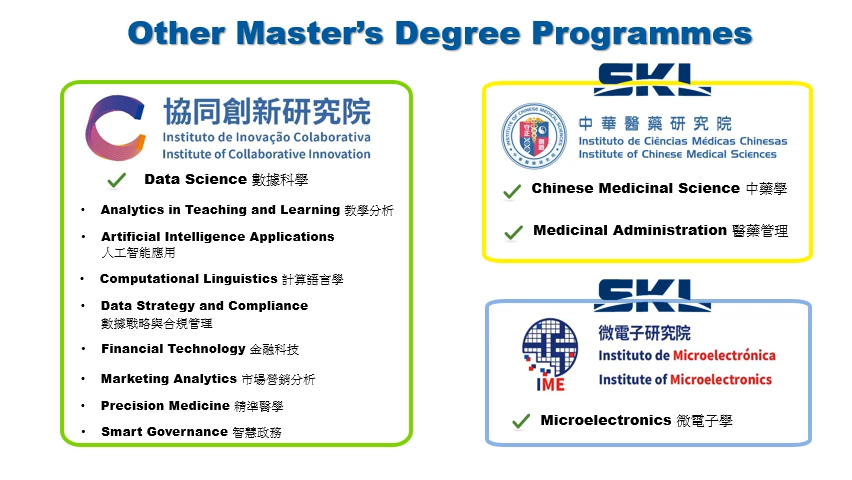 Other Master's Degree Programmes
協同創新研究院
Instituto de Inovação Colaborativa
Institute of Collaborative Innovation
Data Science 數據科學
• Analytics in Teaching and Learning 教學分析
• Artificial Intelligence Applications
人工智能應用
• Computational Linguistics 計算語言學
• Data Strategy and Compliance
數據戰略與合規管理
• Financial Technology 金融科技
• Marketing Analytics 市場營銷分析
• Precision Medicine 精準醫學
• Smart Governance 智慧政務
SKL
中華醫藥研究院
Instituto de Ciências Médicas Chinesas
Institute of Chinese Medical Sciences
Chinese Medicinal Science 中藥學
Medicinal Administration 醫藥管理
SKL
IME
微電子研究院
Instituto de Microelectrónica
Institute of Microelectronics
Microelectronics 微電子學